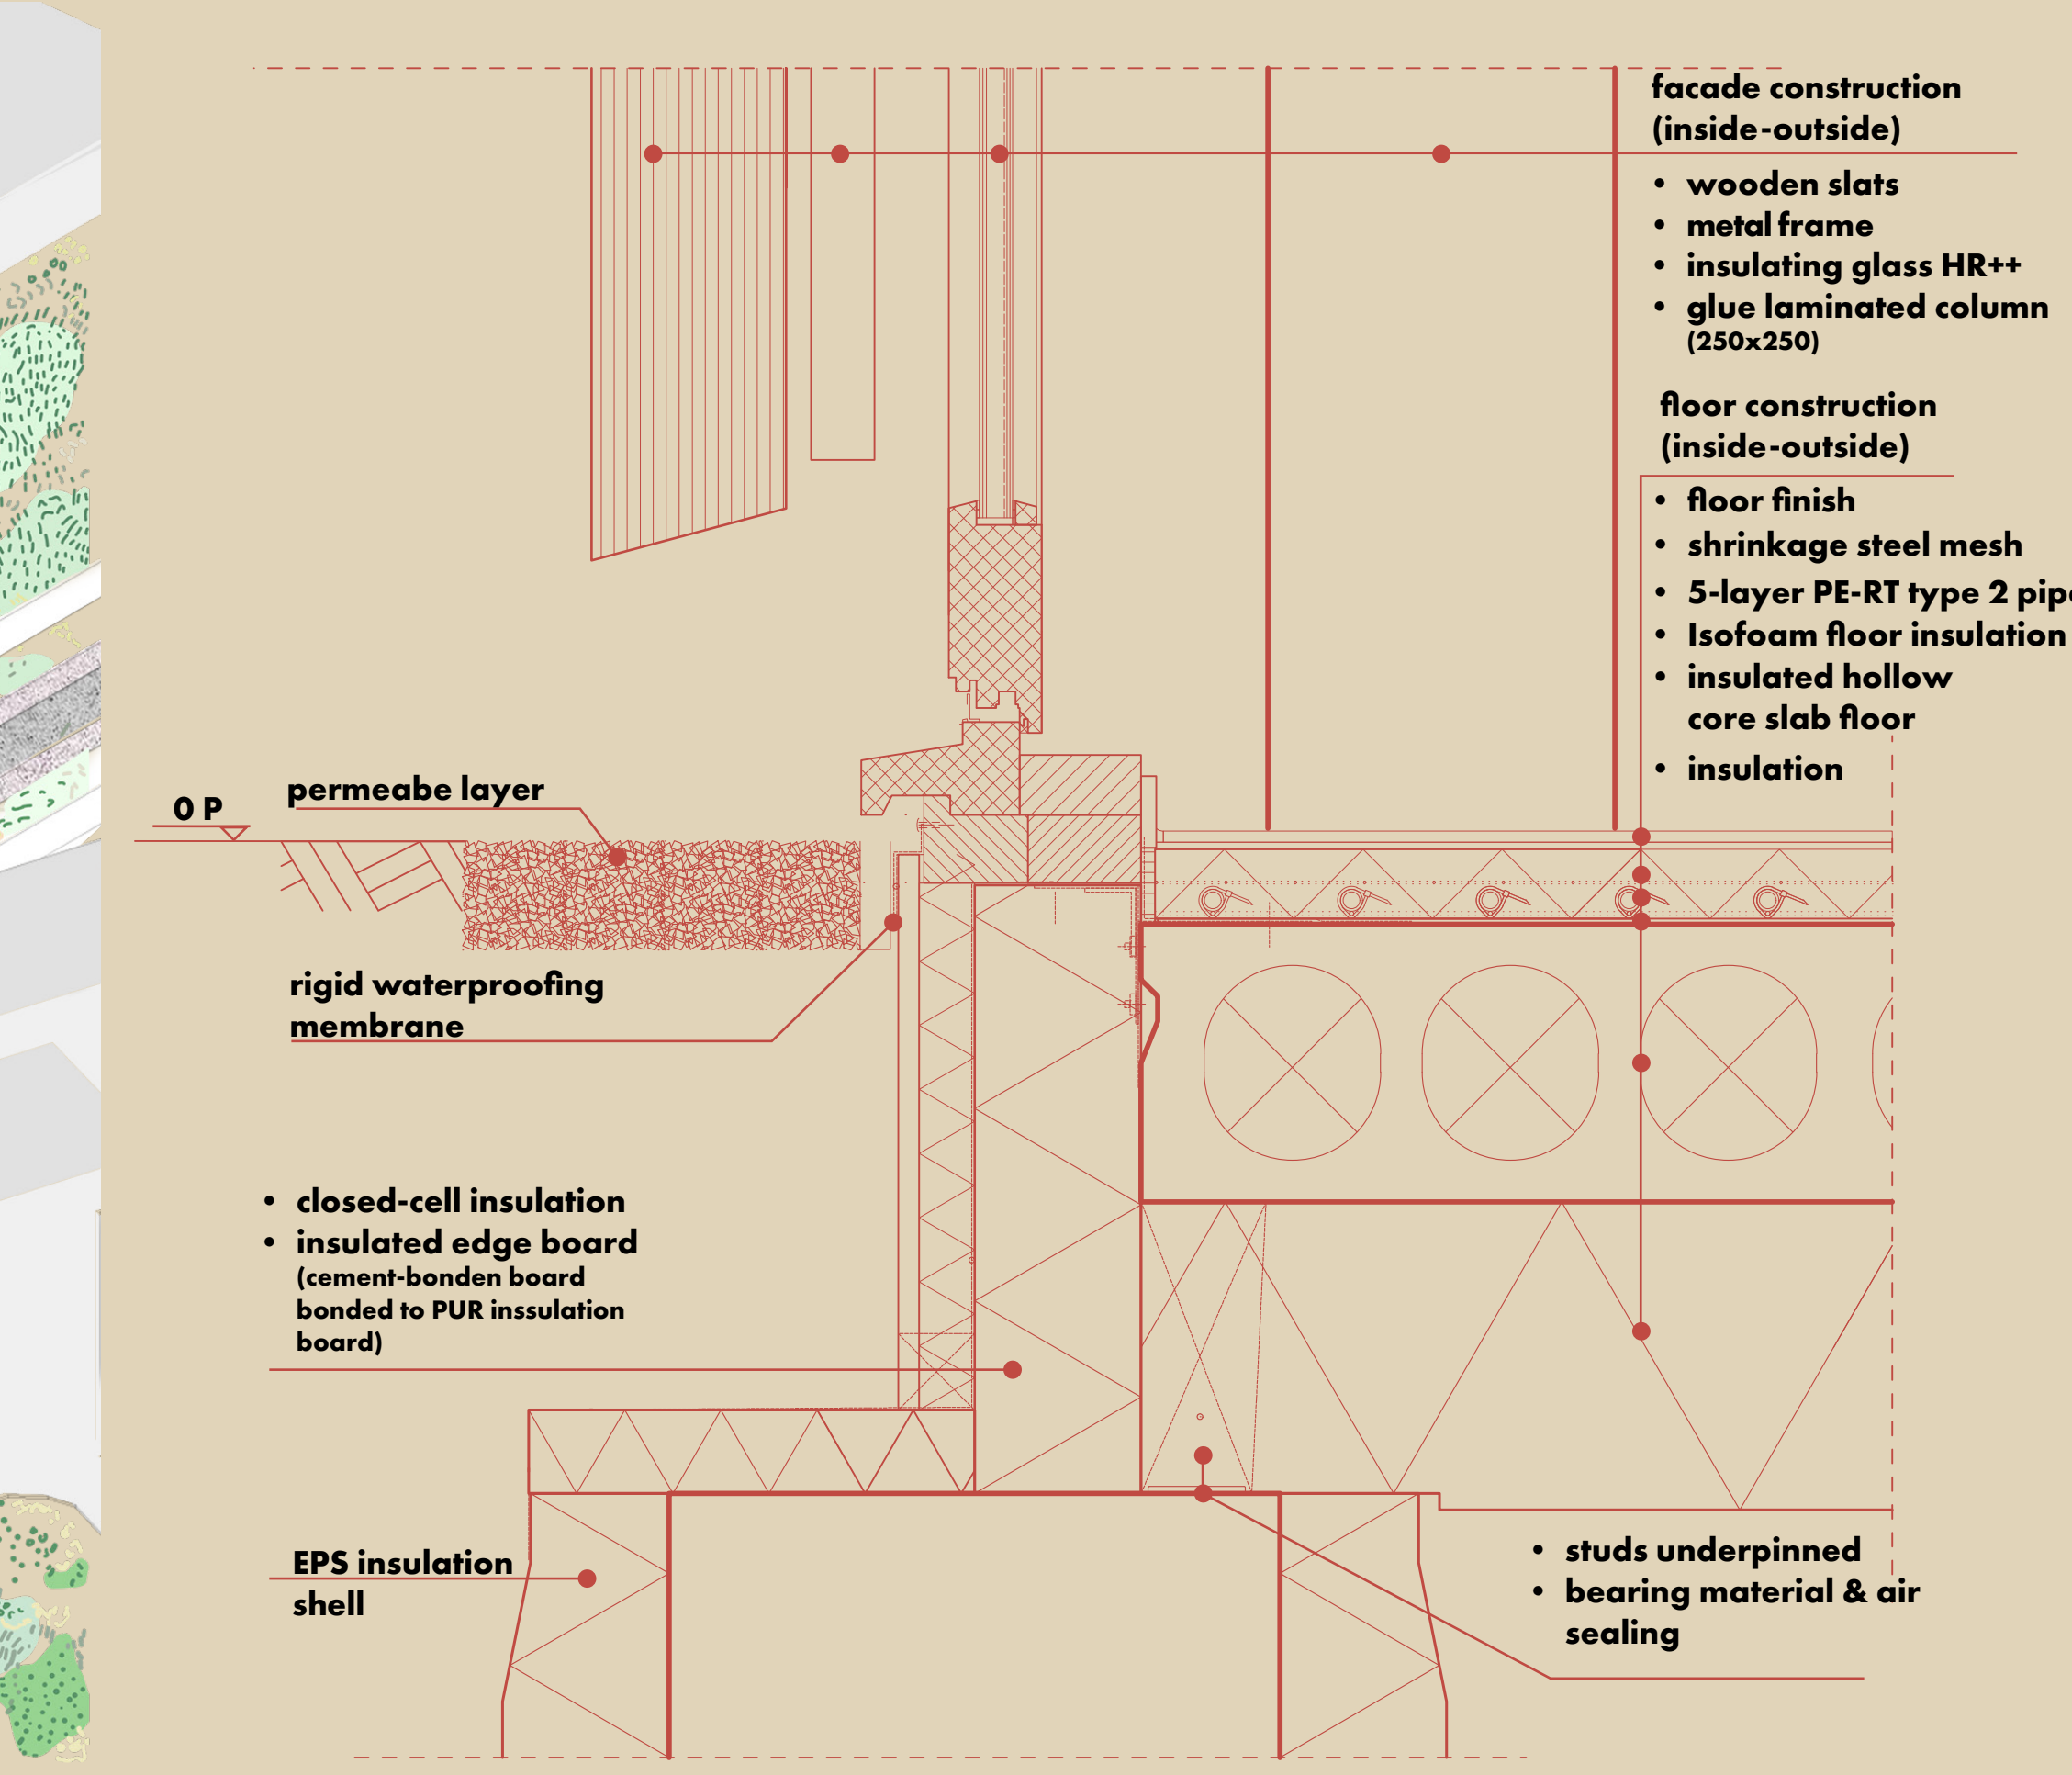 facade construction
(inside-outside)
• wooden slats
• metal frame
• insulating glass HR++
• glue laminated column
(250x250)
floor construction
(inside-outside)
• floor finish
• shrinkage steel mesh
• 5-layer PE-RT type 2
• Isofoam floor insulation
• insulated hollow
core slab floor
• insulation
permeabe layer
0 P
rigid waterproofing
membrane
• closed-cell insulation
• insulated edge board
(cement-bonden board
bonded to PUR inssulation
board)
EPS insulation
shell
• studs underpinned
• bearing material & air
sealing